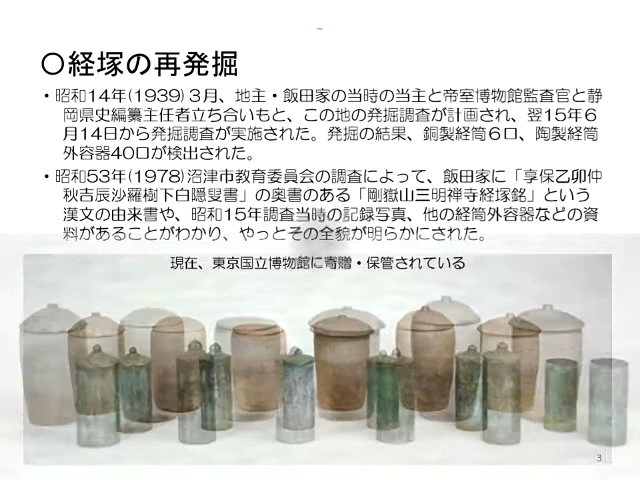 〇経塚の再発掘
・昭和14年(1939)３月、地主・飯田家の当時の当主と帝室博物館監査官と静
岡県史編纂主任者立ち合いもと、この地の発掘調査が計画され、翌15年６
月14日から発掘調査が実施された。発掘の結果、銅製経筒６口、陶製経筒
外容器40口が検出された。
・昭和53年(1978)沼津市教育委員会の調査によって、飯田家に「享保乙卯仲
秋吉辰沙羅樹下白隠叟書」の奥書のある「剛嶽山三明禅寺経塚銘」という
漢文の由来書や、昭和15年調査当時の記録写真、他の経筒外容器などの資
料があることがわかり、やっとその全貌が明らかにされた。
現在、東京国立博物館に寄贈・保管されている
3